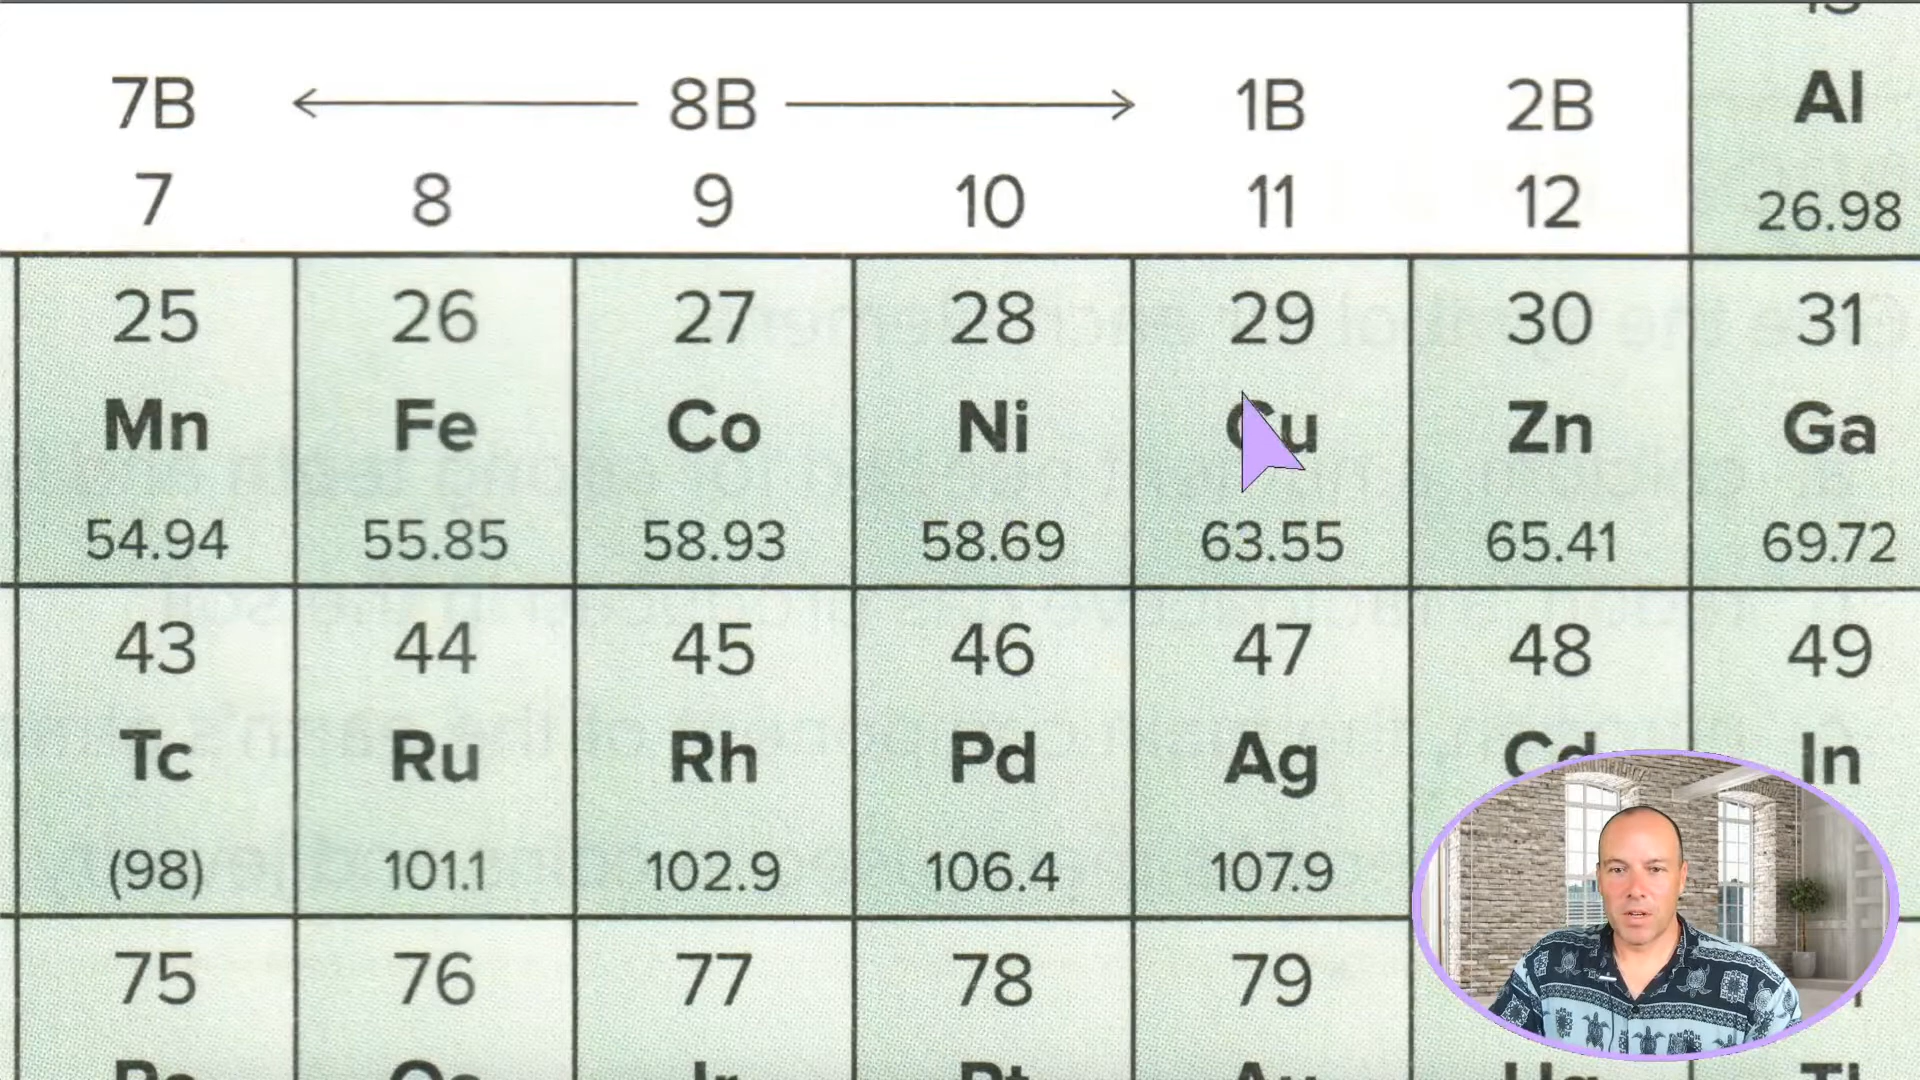 Al
7B 8B 1B 2B
7 8 9 10 11 12 26.98
25 26 27 28 29 30 31
Mn Fe Co Ni Cu Zn Ga
54.94 55.85 58.93 58.69 63.55 65.41 69.72
43 44 45 46 47 48 49
Tc Ru Rh Pd Ag Cd In
(98) 101.1 102.9 106.4 107.9
75 76 77 78 79